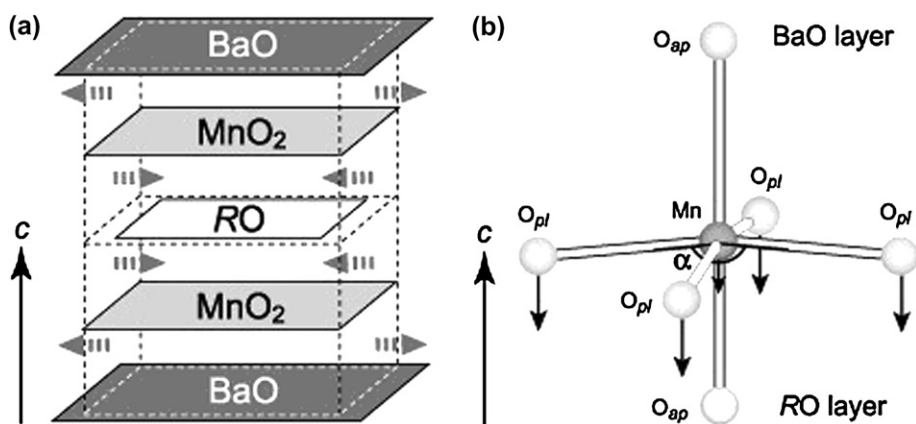 (a)
BaO
MnO₂
RO
MnO₂
BaO
c
(b)
Oap
BaO layer
Opl
Mn
Opl
Opl
α
Opl
c
Oap
RO layer